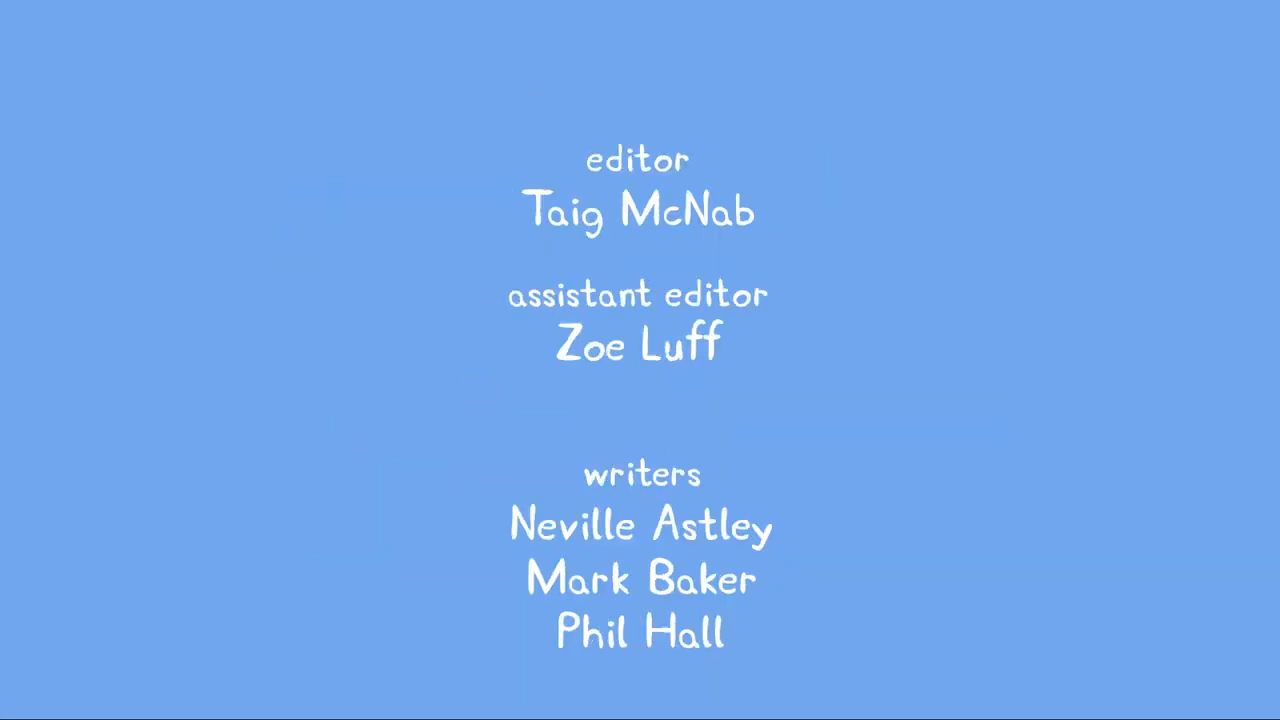 editor
Taig McNab
assistant editor
Zoe Luff
writers
Neville Astley
Mark Baker
Phil Hall